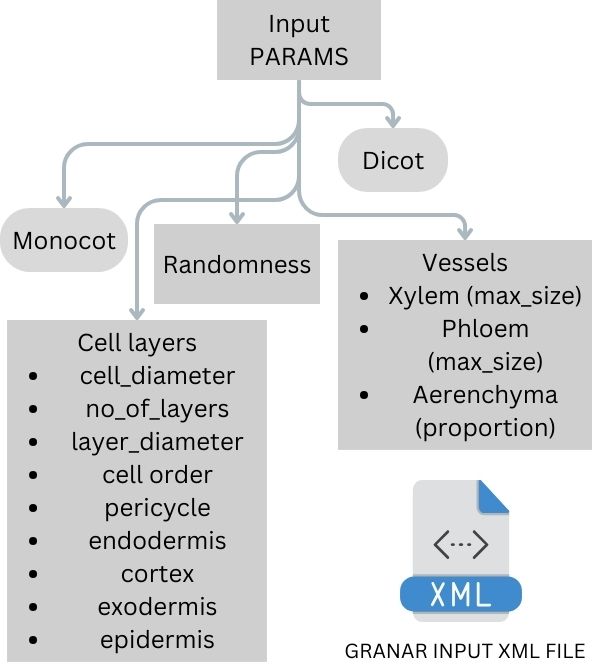 Input
PARAMS
Dicot
Monocot
Randomness
Vessels
• Xylem (max_size)
• Phloem
(max_size)
• Aerenchyma
(proportion)
Cell layers
• cell_diameter
• no_of_layers
• layer_diameter
• cell order
• pericycle
• endodermis
• cortex
• exodermis
• epidermis
<···>
XML
GRANAR INPUT XML FILE